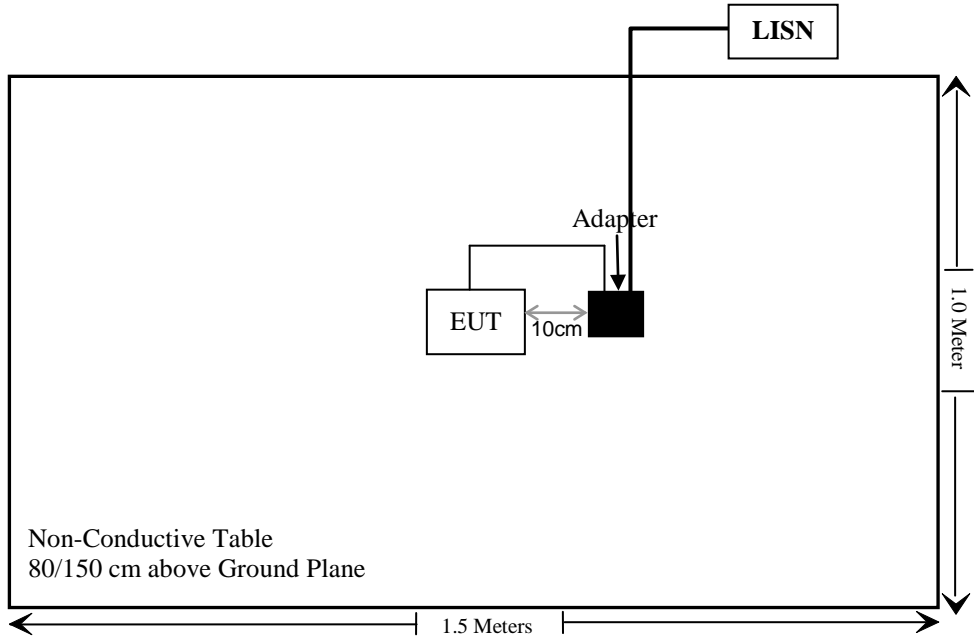 LISN
Adapter
EUT
10cm
1.0 Meter
Non-Conductive Table
80/150 cm above Ground Plane
1.5 Meters